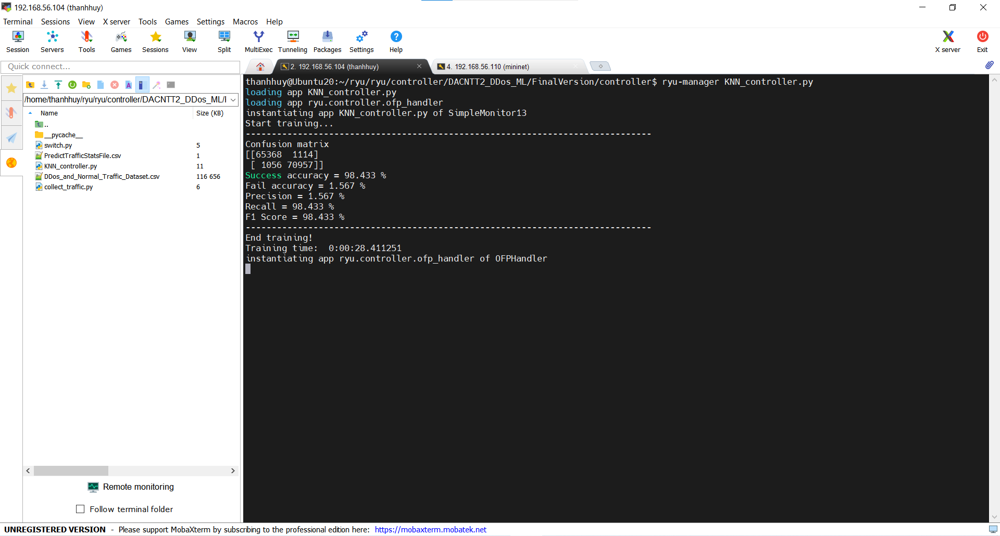 192.168.56.104 (thanhhuy)
Terminal Sessions View X server Tools Games Settings Macros Help
Session Servers Tools Games Sessions View Split MultiExec Tunneling Packages Settings Help X server Exit
Quick connect...
2. 192.168.56.104 (thanhhuy)
4. 192.168.56.110 (mininet)
/home/thanhhuy/ryu/ryu/controller/DACNTT2_DDos_ML/
Name Size (KB)
..
__pycache__
switch.py 5
PredictTrafficStatsFile.csv 1
KNN_controller.py 11
DDos_and_Normal_Traffic_Dataset.csv 116 656
collect_traffic.py 6
Remote monitoring
Follow terminal folder
thanhhuy@Ubuntu20:~/ryu/ryu/controller/DACNTT2_DDos_ML/FinalVersion/controller$ ryu-manager KNN_controller.py
loading app KNN_controller.py
loading app ryu.controller.ofp_handler
instantiating app KNN_controller.py of SimpleMonitor13
Start training...
------------------------------------------------------------------------------
Confusion matrix
[[65368  1114]
 [ 1056 70957]]
Success accuracy = 98.433 %
Fail accuracy = 1.567 %
Precision = 1.567 %
Recall = 98.433 %
F1 Score = 98.433 %
------------------------------------------------------------------------------
End training!
Training time:  0:00:28.411251
instantiating app ryu.controller.ofp_handler of OFPHandler
UNREGISTERED VERSION - Please support MobaXterm by subscribing to the professional edition here: https://mobaxterm.mobatek.net